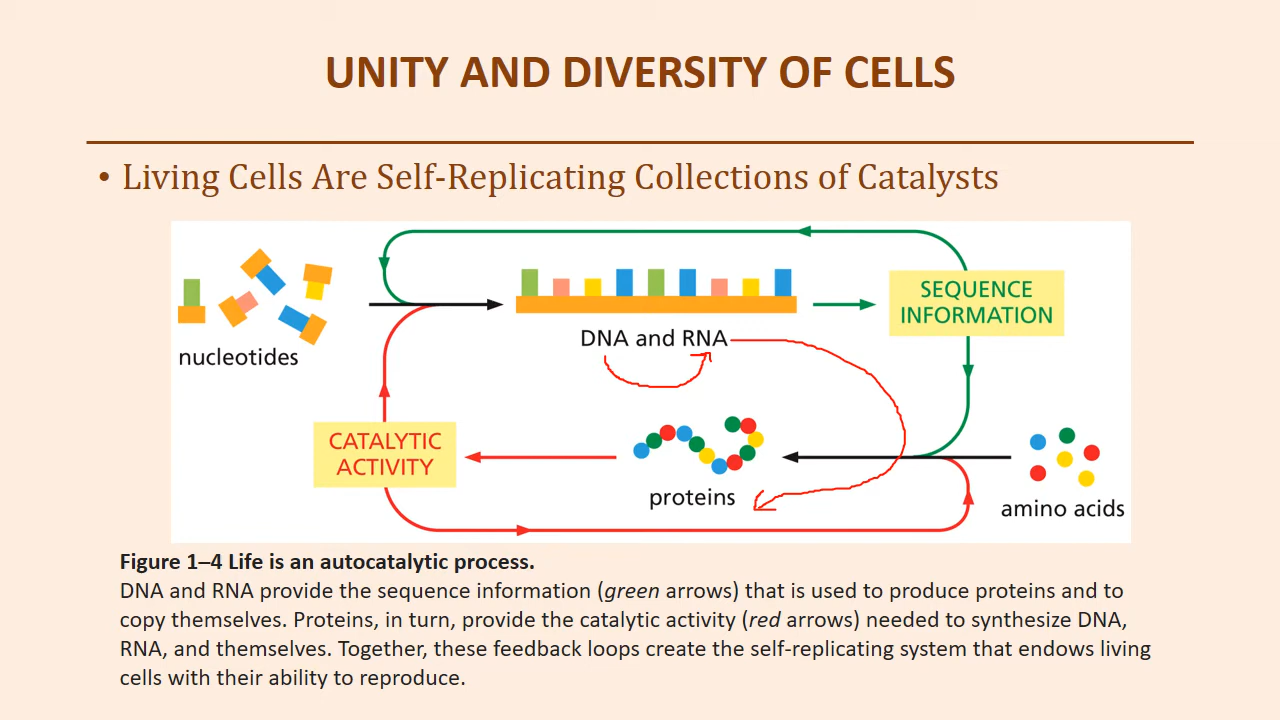 UNITY AND DIVERSITY OF CELLS
• Living Cells Are Self-Replicating Collections of Catalysts
nucleotides
DNA and RNA
SEQUENCE
INFORMATION
CATALYTIC
ACTIVITY
proteins
amino acids
Figure 1–4 Life is an autocatalytic process.
DNA and RNA provide the sequence information (green arrows) that is used to produce proteins and to
copy themselves. Proteins, in turn, provide the catalytic activity (red arrows) needed to synthesize DNA,
RNA, and themselves. Together, these feedback loops create the self-replicating system that endows living
cells with their ability to reproduce.